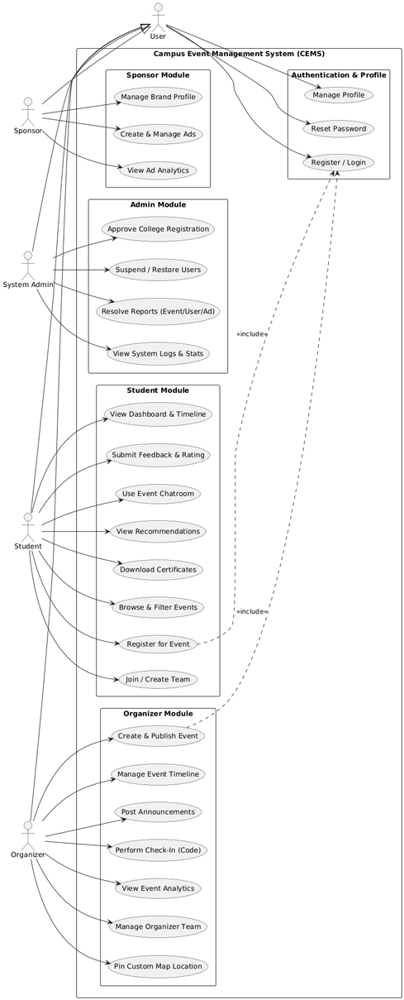 User
Campus Event Management System (CEMS)
Sponsor Module
Authentication & Profile
Manage Brand Profile
Manage Profile
Sponsor
Create & Manage Ads
Reset Password
View Ad Analytics
Register / Login
Admin Module
Approve College Registration
System Admin
Suspend / Restore Users
Resolve Reports (Event/User/Ad)
«include»
View System Logs & Stats
Student Module
View Dashboard & Timeline
Submit Feedback & Rating
Use Event Chatroom
Student
View Recommendations
Download Certificates
Browse & Filter Events
«include»
Register for Event
Join / Create Team
Organizer Module
Create & Publish Event
Manage Event Timeline
Post Announcements
Organizer
Perform Check-In (Code)
View Event Analytics
Manage Organizer Team
Pin Custom Map Location